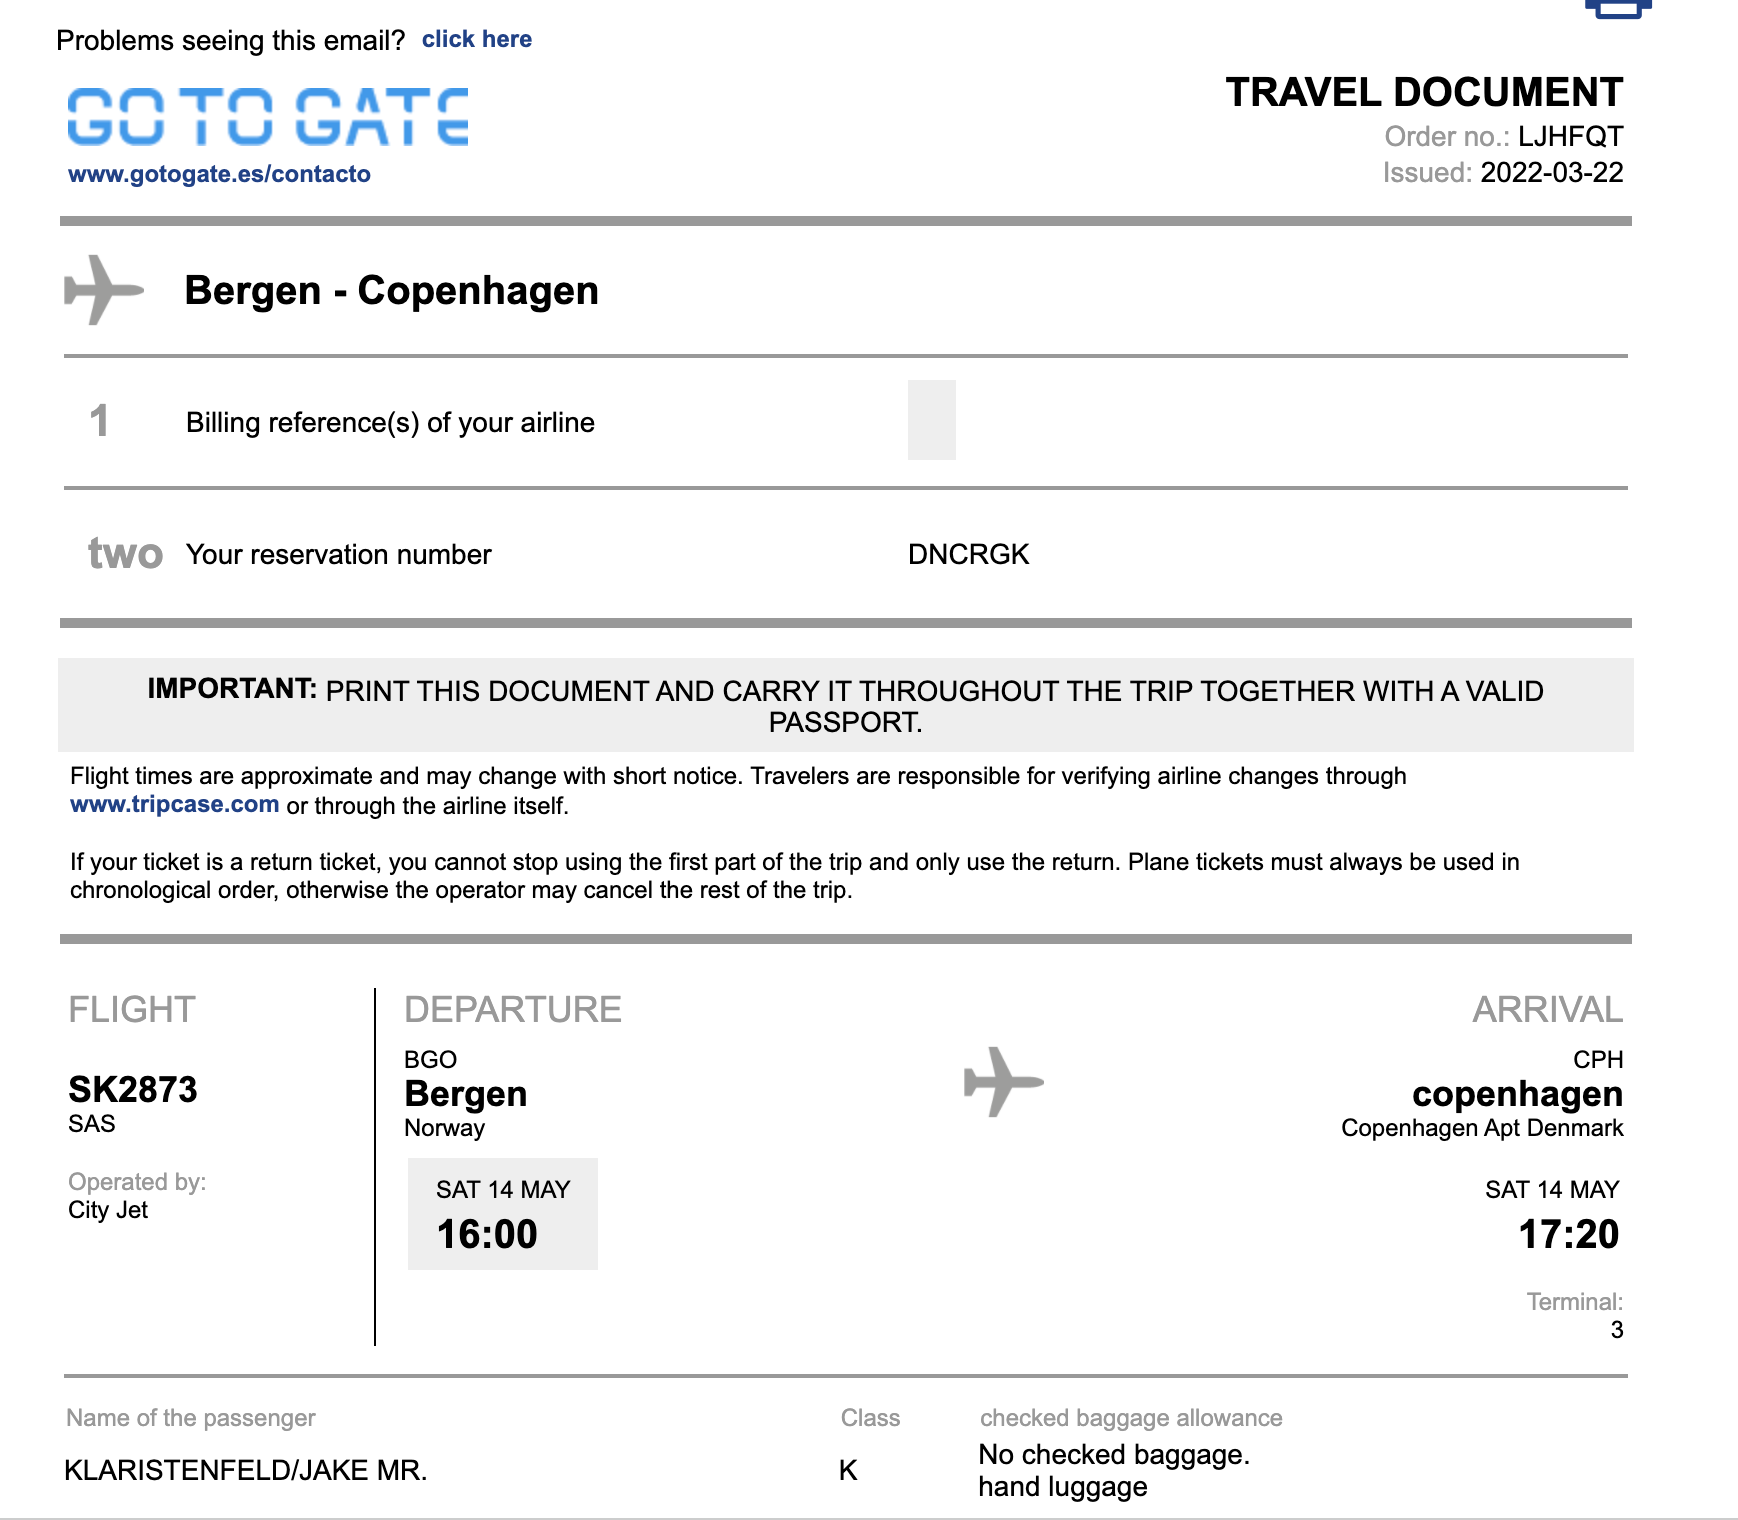 Problems seeing this email? click here
GO TO GATE
www.gotogate.es/contacto
TRAVEL DOCUMENT
Order no.: LJHFQT
Issued: 2022-03-22
Bergen - Copenhagen
1 Billing reference(s) of your airline
two Your reservation number DNCRGK
IMPORTANT: PRINT THIS DOCUMENT AND CARRY IT THROUGHOUT THE TRIP TOGETHER WITH A VALID
PASSPORT.
Flight times are approximate and may change with short notice. Travelers are responsible for verifying airline changes through
www.tripcase.com or through the airline itself.
If your ticket is a return ticket, you cannot stop using the first part of the trip and only use the return. Plane tickets must always be used in
chronological order, otherwise the operator may cancel the rest of the trip.
FLIGHT
SK2873
SAS
Operated by:
City Jet
DEPARTURE
BGO
Bergen
Norway
SAT 14 MAY
16:00
ARRIVAL
CPH
copenhagen
Copenhagen Apt Denmark
SAT 14 MAY
17:20
Terminal:
3
Name of the passenger Class checked baggage allowance
KLARISTENFELD/JAKE MR. K No checked baggage.
hand luggage